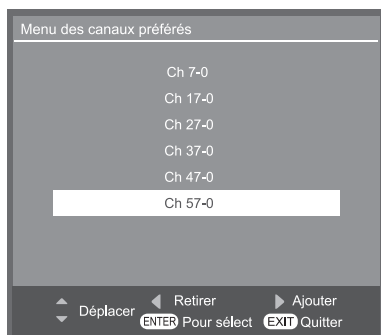 Menu des canaux préférés
Ch 7-0
Ch 17-0
Ch 27-0
Ch 37-0
Ch 47-0
Ch 57-0
Déplacer Retirer Ajouter
ENTER Pour sélect EXIT Quitter